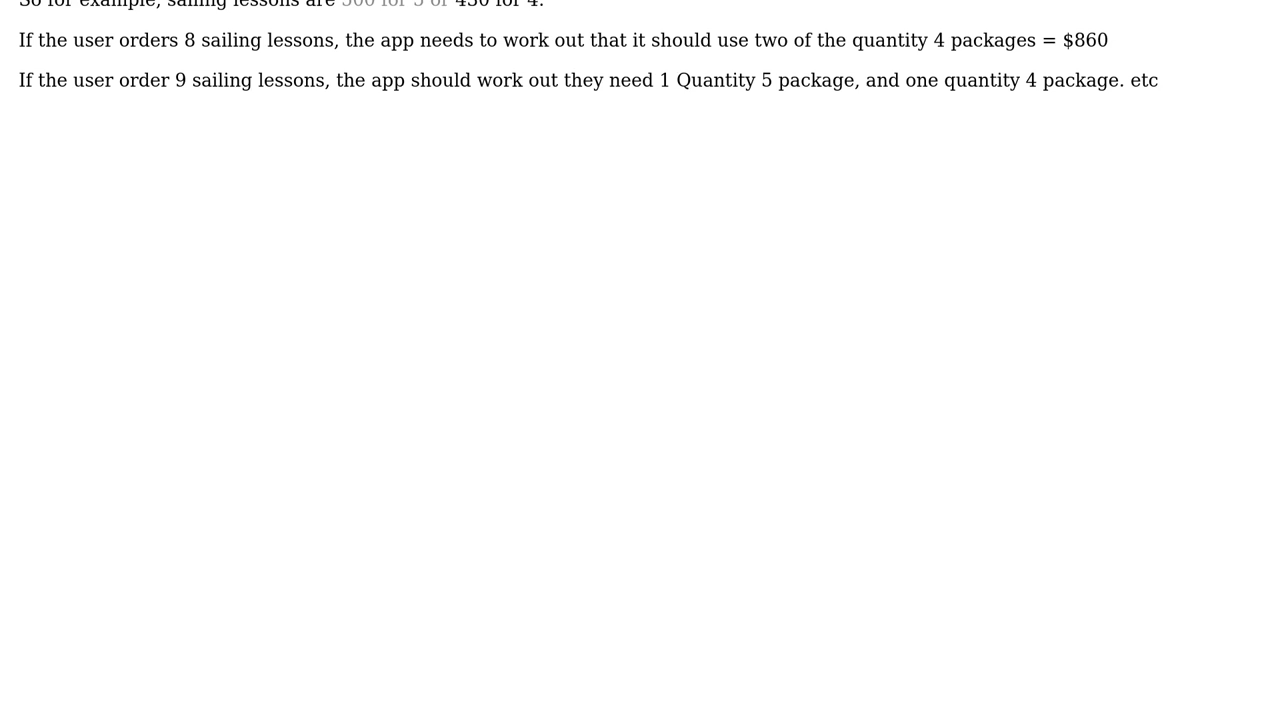 So for example, sailing lessons are 500 for 5 or 430 for 4.
If the user orders 8 sailing lessons, the app needs to work out that it should use two of the quantity 4 packages = $860
If the user order 9 sailing lessons, the app should work out they need 1 Quantity 5 package, and one quantity 4 package. etc